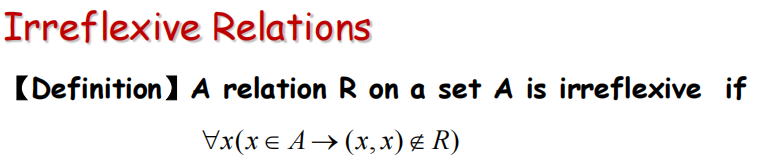 Irreflexive Relations
【Definition】A relation R on a set A is irreflexive if
∀x(x ∈ A → (x, x) ∉ R)